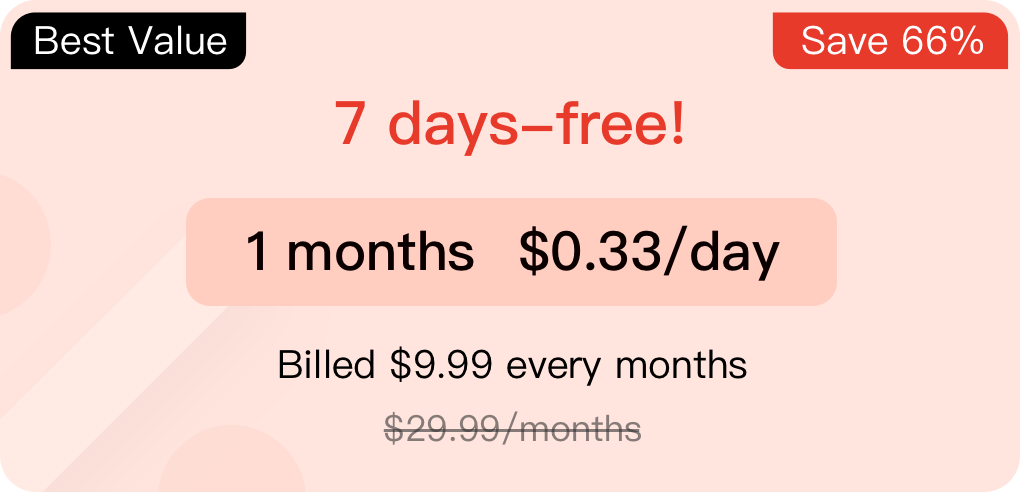 Best Value
Save 66%
7 days–free!
1 months $0.33/day
Billed $9.99 every months
$29.99/months